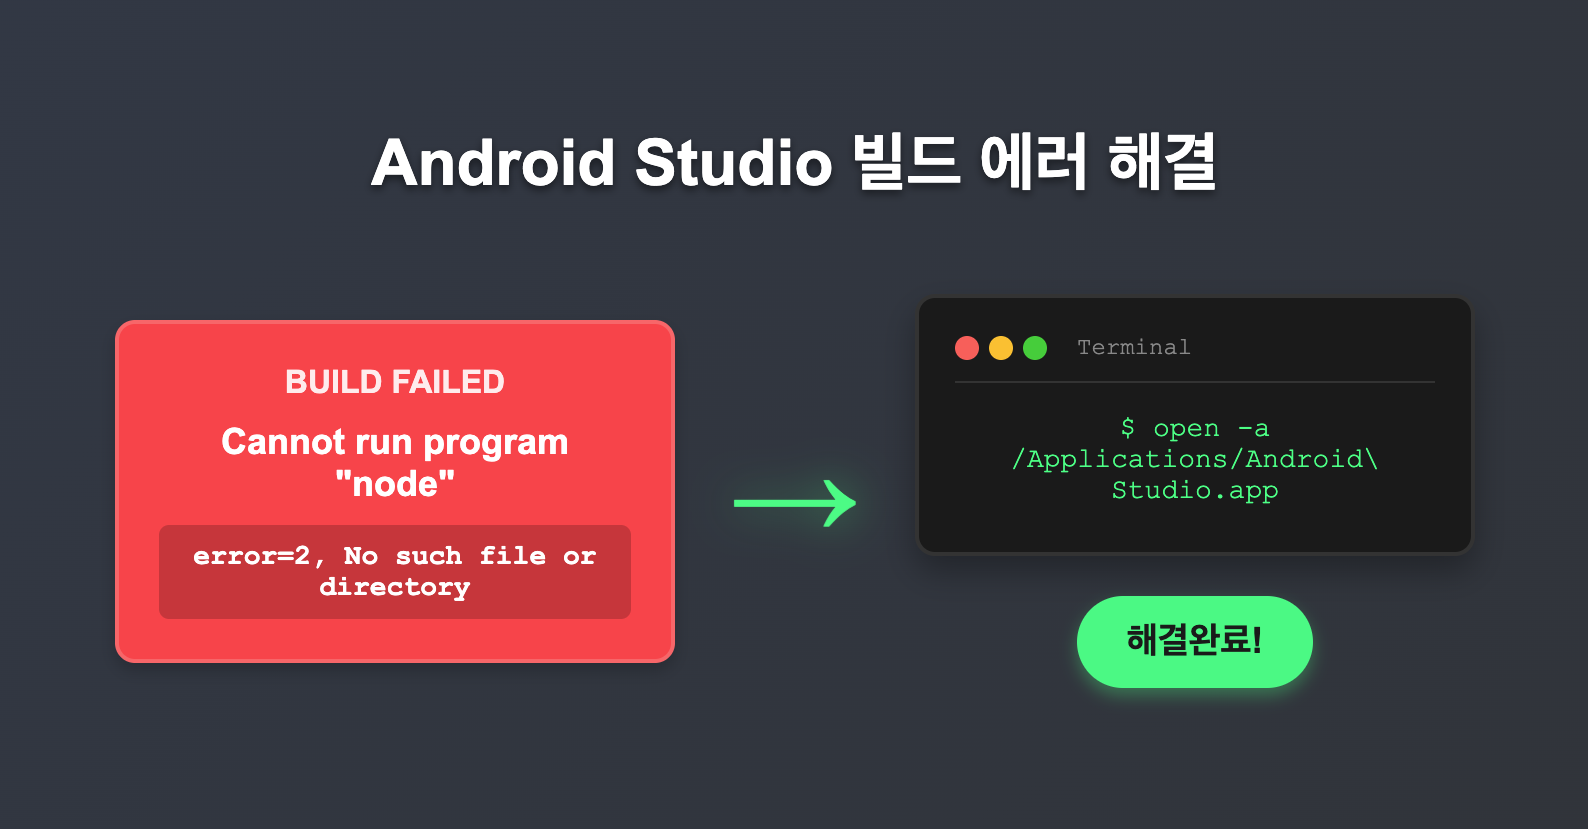 Android Studio 빌드 에러 해결
BUILD FAILED
Cannot run program
"node"
error=2, No such file or
directory
→
Terminal
$ open -a
/Applications/Android\
Studio.app
해결완료!